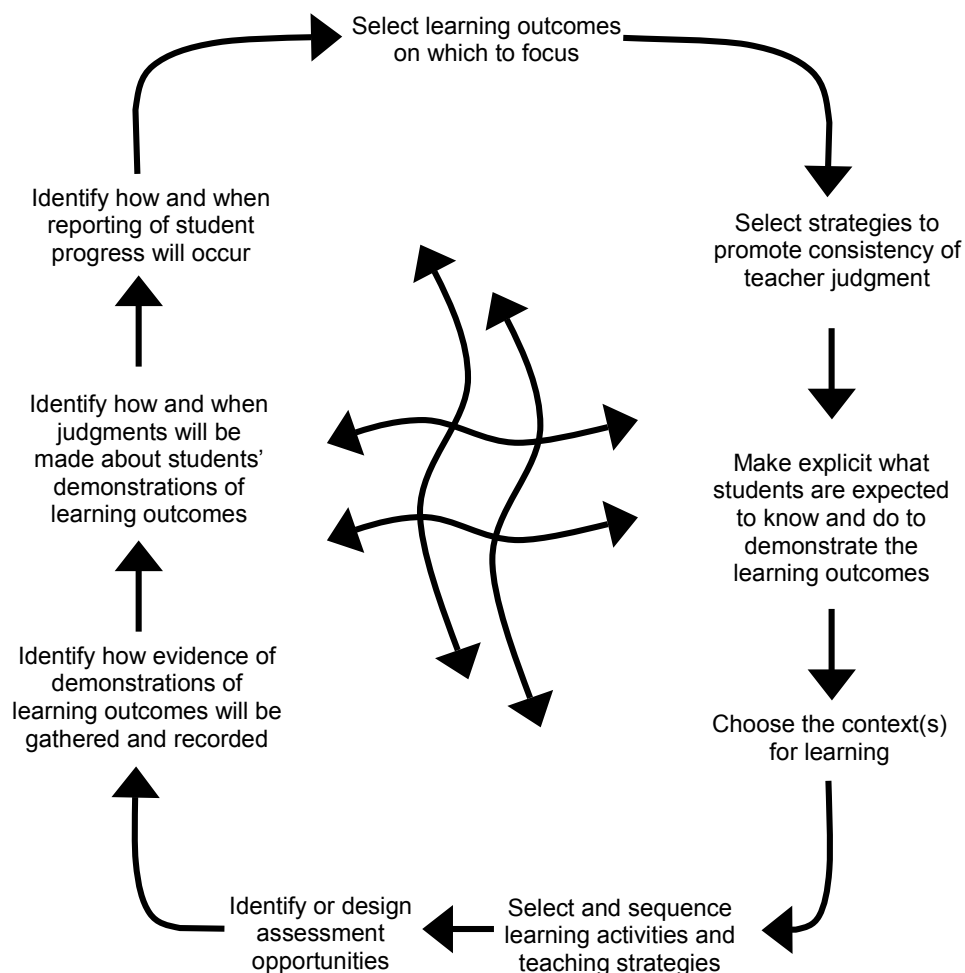 Select learning outcomes
on which to focus
Select strategies to
promote consistency of
teacher judgment
Make explicit what
students are expected
to know and do to
demonstrate the
learning outcomes
Choose the context(s)
for learning
Select and sequence
learning activities and
teaching strategies
Identify or design
assessment
opportunities
Identify how evidence of
demonstrations of
learning outcomes will be
gathered and recorded
Identify how and when
judgments will be
made about students’
demonstrations of
learning outcomes
Identify how and when
reporting of student
progress will occur